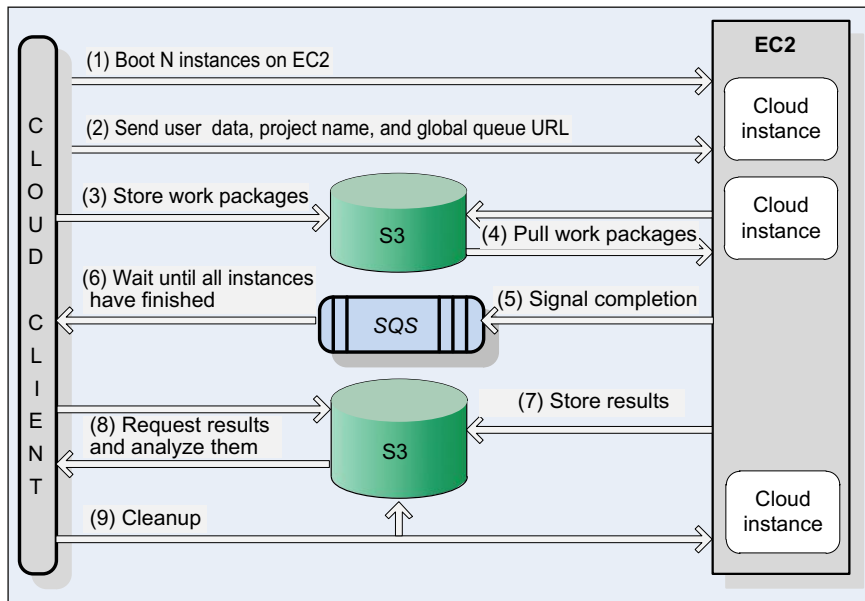 (1) Boot N instances on EC2
EC2
Cloud
instance
(2) Send user data, project name, and global queue URL
CLOUD CLIENT
(3) Store work packages
S3
Cloud
instance
(4) Pull work packages
(6) Wait until all instances
have finished
SQS
(5) Signal completion
(7) Store results
(8) Request results
and analyze them
S3
(9) Cleanup
Cloud
instance